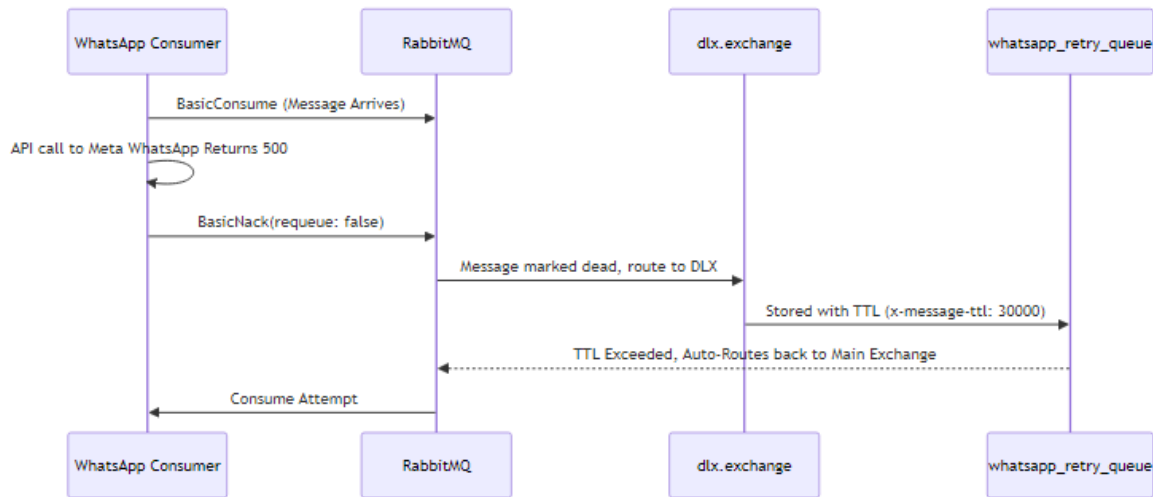 WhatsApp Consumer
RabbitMQ
dlx.exchange
whatsapp_retry_queue
BasicConsume (Message Arrives)
API call to Meta WhatsApp Returns 500
BasicNack(requeue: false)
Message marked dead, route to DLX
Stored with TTL (x-message-ttl: 30000)
TTL Exceeded, Auto-Routes back to Main Exchange
Consume Attempt
WhatsApp Consumer
RabbitMQ
dlx.exchange
whatsapp_retry_queue